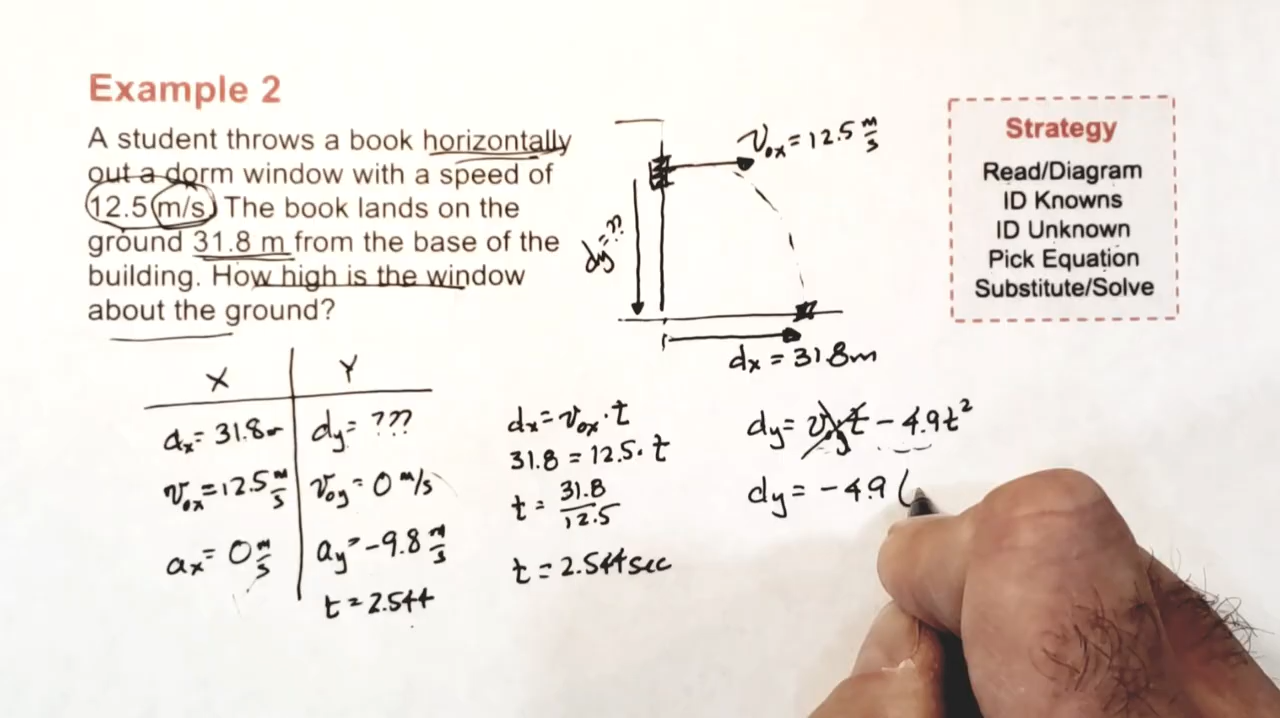 Example 2
A student throws a book horizontally
out a dorm window with a speed of
12.5 m/s. The book lands on the
ground 31.8 m from the base of the
building. How high is the window
about the ground?
Strategy
Read/Diagram
ID Knowns
ID Unknown
Pick Equation
Substitute/Solve
v₀ₓ = 12.5 m/s
dy = ??
dx = 31.8m
X
Y
dx = 31.8m
v₀ₓ = 12.5 m/s
ax = 0 m/s
dy = ???
v₀y = 0 m/s
ay = -9.8 m/s
t = 2.544
dx = v₀ₓ · t
31.8 = 12.5 · t
t = 31.8/12.5
t = 2.544 sec
dy = v₀yt - 4.9t²
dy = -4.9 (